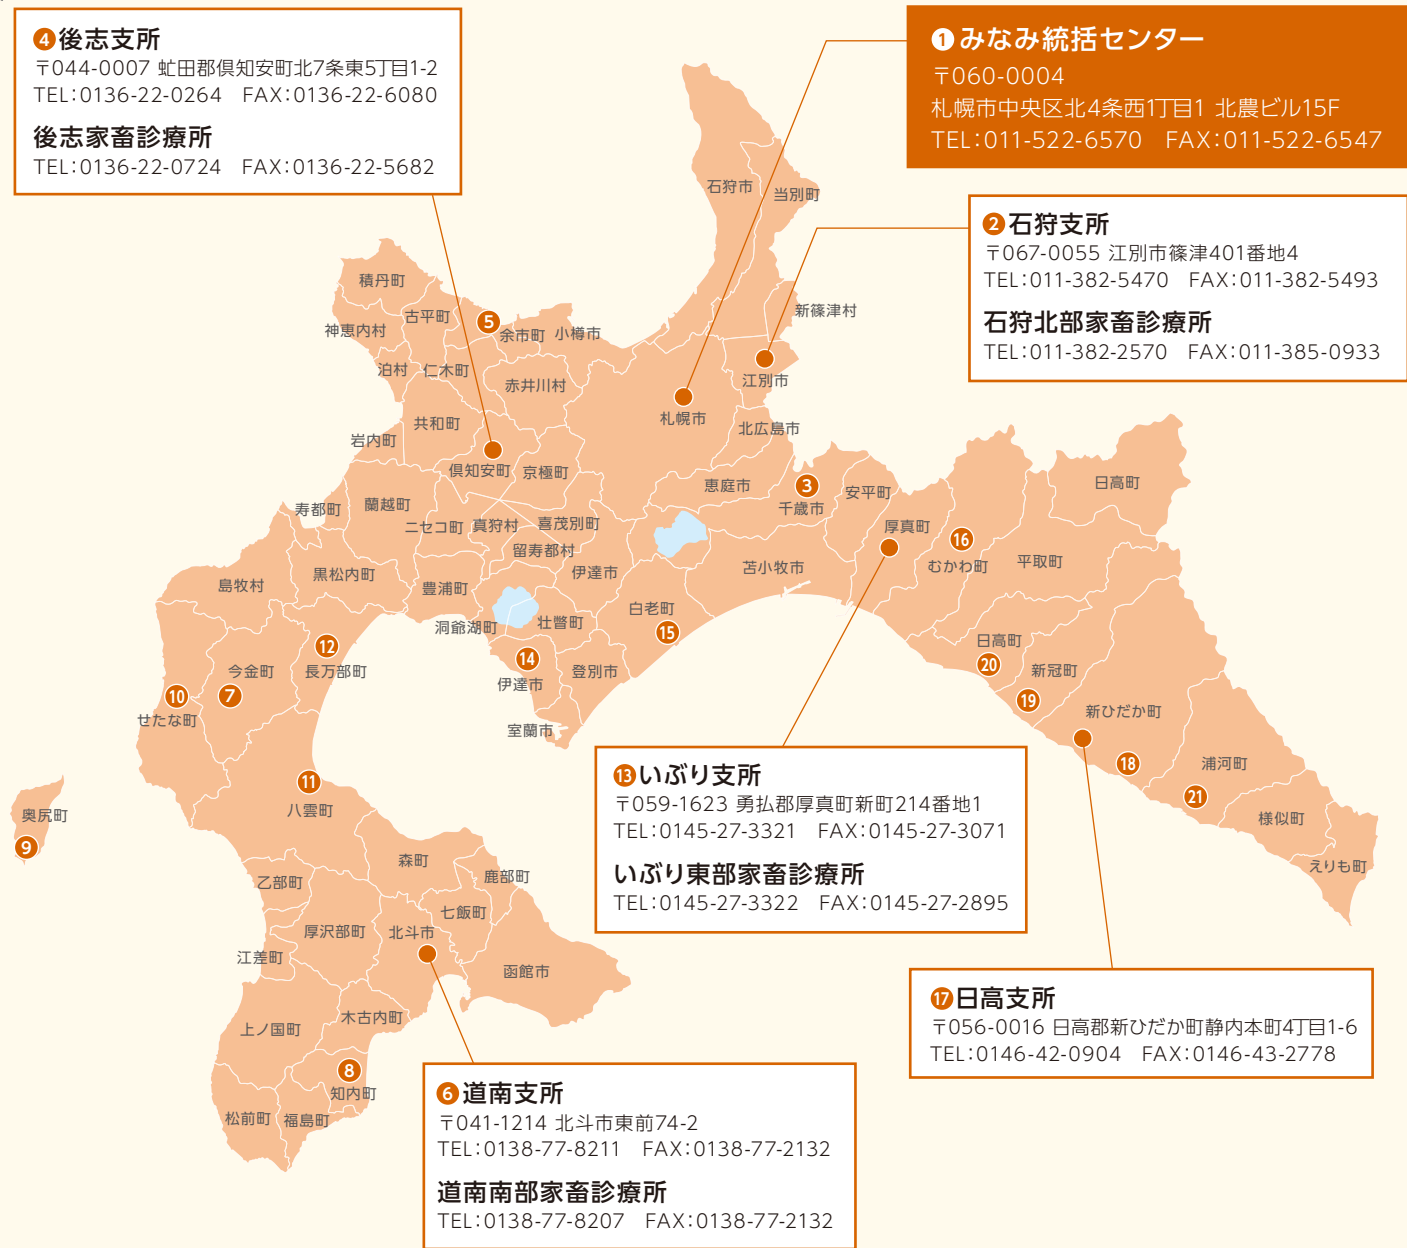 ④後志支所
〒044-0007 虻田郡倶知安町北7条東5丁目1-2
TEL:0136-22-0264 FAX:0136-22-6080
後志家畜診療所
TEL:0136-22-0724 FAX:0136-22-5682
①みなみ統括センター
〒060-0004
札幌市中央区北4条西1丁目1 北農ビル15F
TEL:011-522-6570 FAX:011-522-6547
②石狩支所
〒067-0055 江別市篠津401番地4
TEL:011-382-5470 FAX:011-382-5493
石狩北部家畜診療所
TEL:011-382-2570 FAX:011-385-0933
石狩市
当別町
新篠津村
積丹町
古平町
⑤
余市町
小樽市
神恵内村
泊村
仁木町
赤井川村
江別市
札幌市
共和町
北広島市
岩内町
倶知安町
京極町
恵庭市
③
千歳市
安平町
日高町
寿都町
蘭越町
ニセコ町
真狩村
喜茂別町
留寿都村
厚真町
⑯
むかわ町
平取町
島牧村
黒松内町
豊浦町
伊達市
苫小牧市
洞爺湖町
壮瞥町
白老町
⑮
⑫
長万部町
今金町
⑦
⑩
せたな町
⑭
伊達市
登別市
室蘭市
日高町
⑳
新冠町
⑲
新ひだか町
⑱
浦河町
㉑
様似町
えりも町
⑪
八雲町
奥尻町
⑨
⑬いぶり支所
〒059-1623 勇払郡厚真町新町214番地1
TEL:0145-27-3321 FAX:0145-27-3071
いぶり東部家畜診療所
TEL:0145-27-3322 FAX:0145-27-2895
森町
鹿部町
乙部町
七飯町
厚沢部町
北斗市
江差町
函館市
上ノ国町
木古内町
⑧
知内町
松前町
福島町
⑰日高支所
〒056-0016 日高郡新ひだか町静内本町4丁目1-6
TEL:0146-42-0904 FAX:0146-43-2778
⑥道南支所
〒041-1214 北斗市東前74-2
TEL:0138-77-8211 FAX:0138-77-2132
道南南部家畜診療所
TEL:0138-77-8207 FAX:0138-77-2132